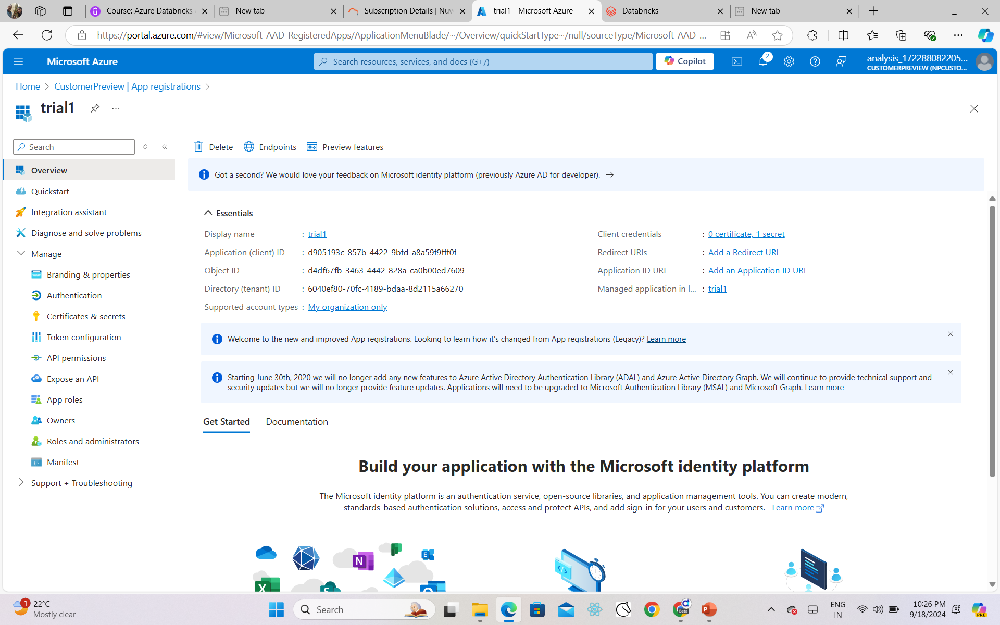 Course: Azure Databricks
New tab
Subscription Details | Nuv
trial1 - Microsoft Azure
Databricks
New tab
https://portal.azure.com/#view/Microsoft_AAD_RegisteredApps/ApplicationMenuBlade/~/Overview/quickStartType~/null/sourceType/Microsoft_AAD_...
Microsoft Azure
Search resources, services, and docs (G+/)
Copilot
2
analysis_172288082205...
CUSTOMERPREVIEW (NPCUSTO...
Home
CustomerPreview | App registrations
trial1
Search
Delete
Endpoints
Preview features
Overview
Quickstart
Integration assistant
Diagnose and solve problems
Manage
Branding & properties
Authentication
Certificates & secrets
Token configuration
API permissions
Expose an API
App roles
Owners
Roles and administrators
Manifest
Support + Troubleshooting
Got a second? We would love your feedback on Microsoft identity platform (previously Azure AD for developer).
Essentials
Display name : trial1
Application (client) ID : d905193c-857b-4422-9bfd-a8a59f9fff0f
Object ID : d4df67fb-3463-4442-828a-ca0b00ed7609
Directory (tenant) ID : 6040ef80-70fc-4189-bdaa-8d2115a66270
Supported account types : My organization only
Client credentials : 0 certificate, 1 secret
Redirect URIs : Add a Redirect URI
Application ID URI : Add an Application ID URI
Managed application in l... : trial1
Welcome to the new and improved App registrations. Looking to learn how it's changed from App registrations (Legacy)? Learn more
Starting June 30th, 2020 we will no longer add any new features to Azure Active Directory Authentication Library (ADAL) and Azure Active Directory Graph. We will continue to provide technical support and
security updates but we will no longer provide feature updates. Applications will need to be upgraded to Microsoft Authentication Library (MSAL) and Microsoft Graph. Learn more
Get Started
Documentation
Build your application with the Microsoft identity platform
The Microsoft identity platform is an authentication service, open-source libraries, and application management tools. You can create modern,
standards-based authentication solutions, access and protect APIs, and add sign-in for your users and customers. Learn more
N
E
X
S
1
22°C
Mostly clear
Search
Beta
P
ENG
IN
10:26 PM
9/18/2024
PRE